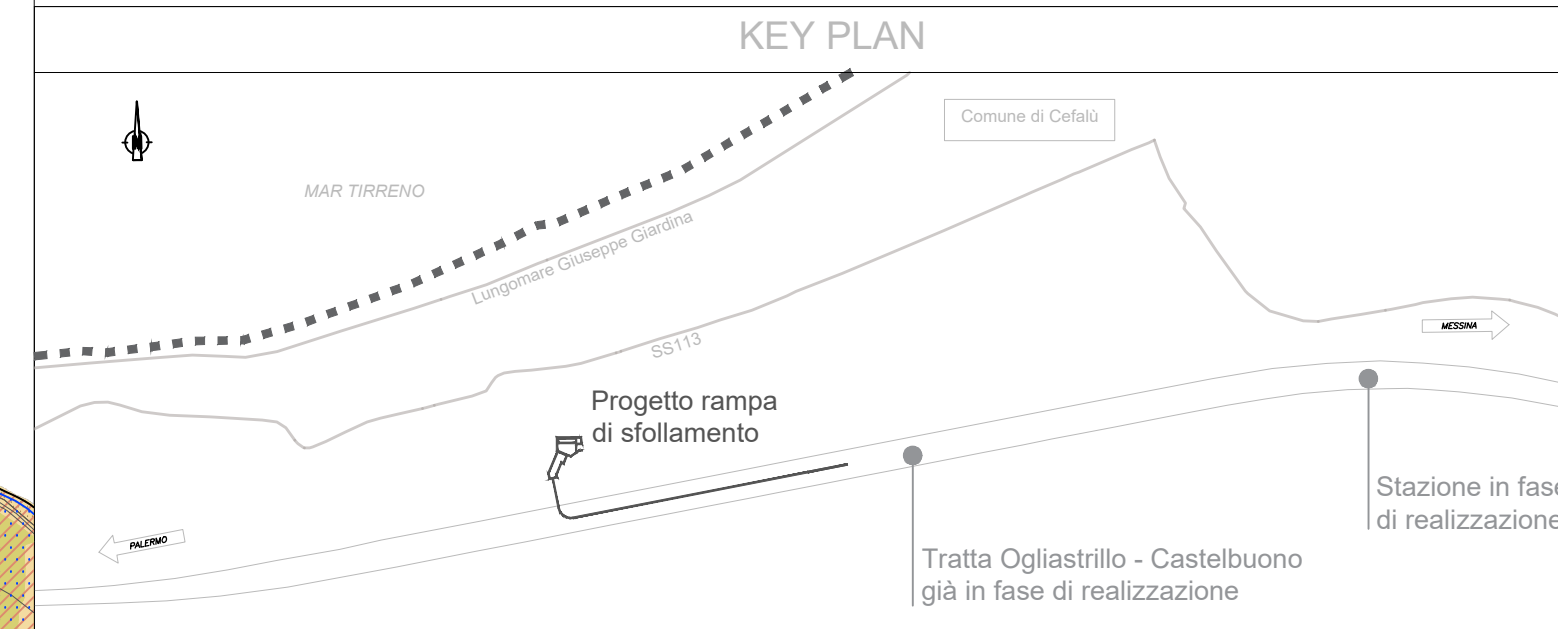 KEY PLAN
N
Comune di Cefalù
MAR TIRRENO
Lungomare Giuseppe Giardina
SS113
MESSINA
Progetto rampa
di sfollamento
Stazione in fase
di realizzazione
PALERMO
Tratta Ogliastrillo - Castelbuono
già in fase di realizzazione